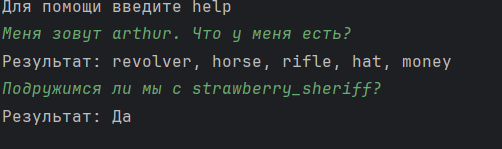 Для помощи введите help
Меня зовут arthur. Что у меня есть?
Результат: revolver, horse, rifle, hat, money
Подружимся ли мы с strawberry_sheriff?
Результат: Да